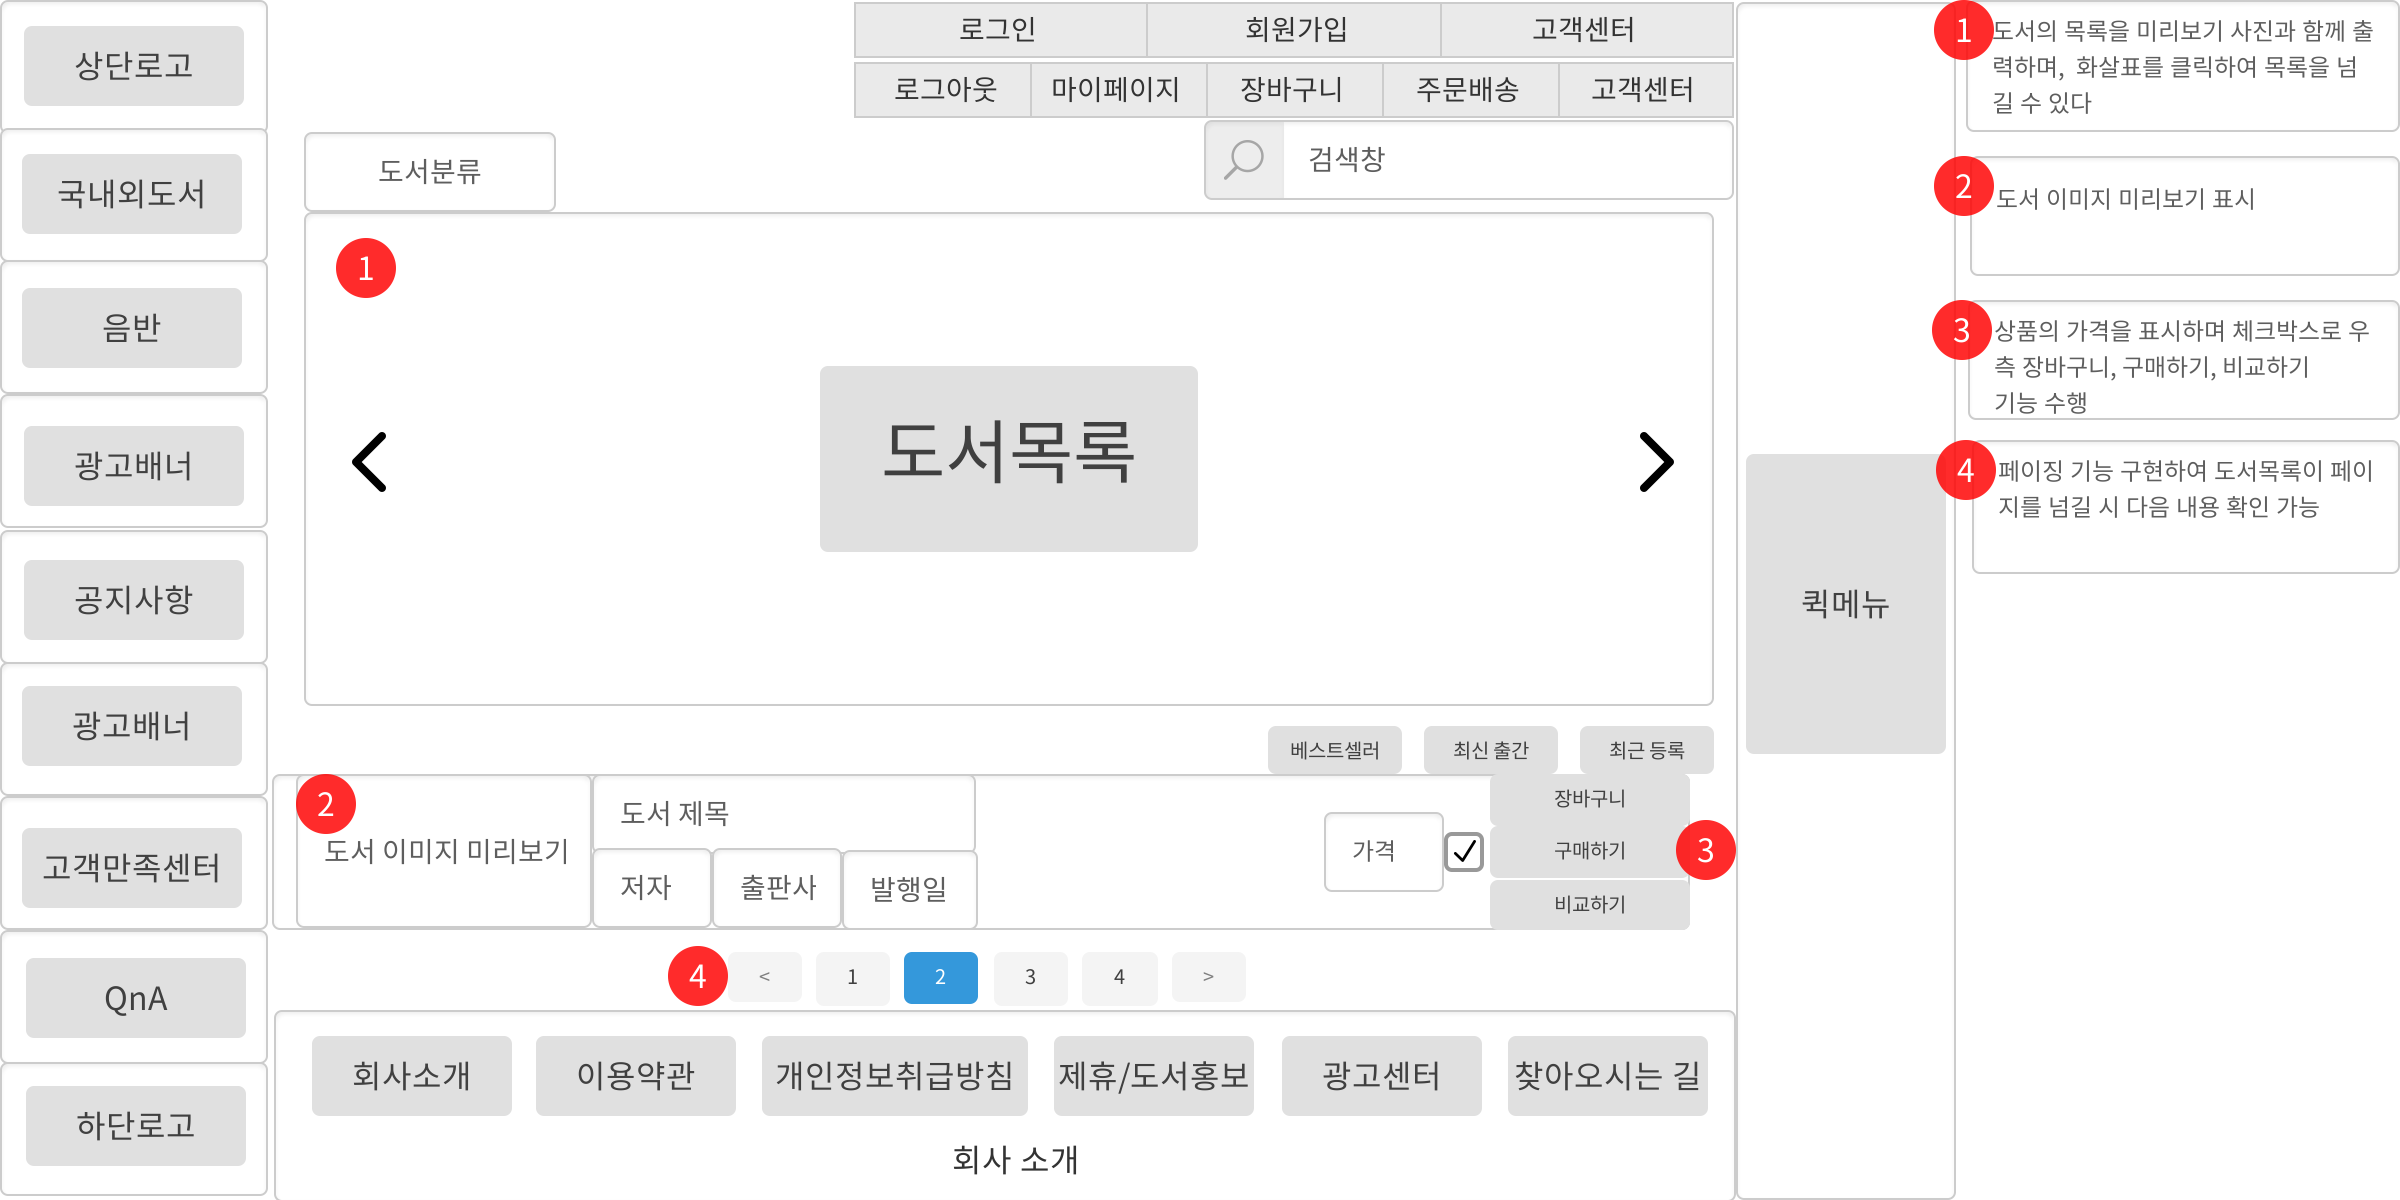 상단로고
국내외도서
음반
광고배너
공지사항
광고배너
고객만족센터
QnA
하단로고
로그인 회원가입 고객센터
로그아웃 마이페이지 장바구니 주문배송 고객센터
도서분류
검색창
1
도서목록
베스트셀러 최신 출간 최근 등록
2
도서 이미지 미리보기
도서 제목
저자 출판사 발행일
가격
장바구니
구매하기
비교하기
3
4
< 1 2 3 4 >
회사소개 이용약관 개인정보취급방침 제휴/도서홍보 광고센터 찾아오시는 길
회사 소개
퀵메뉴
1
도서의 목록을 미리보기 사진과 함께 출
력하며, 화살표를 클릭하여 목록을 넘
길 수 있다
2
도서 이미지 미리보기 표시
3
상품의 가격을 표시하며 체크박스로 우
측 장바구니, 구매하기, 비교하기
기능 수행
4
페이징 기능 구현하여 도서목록이 페이
지를 넘길 시 다음 내용 확인 가능